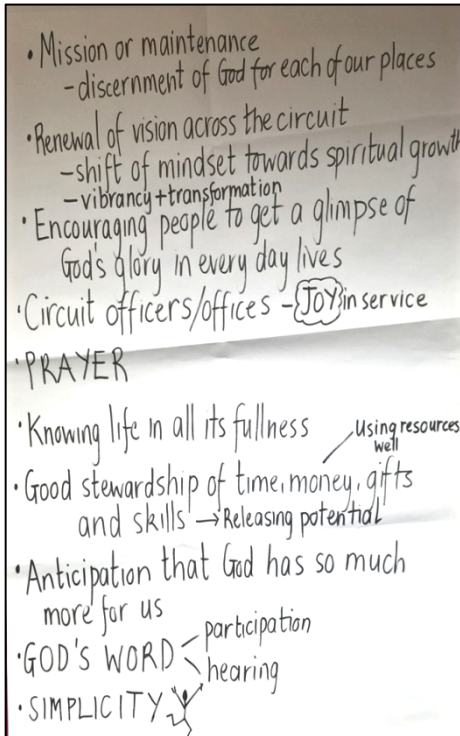 • Mission or maintenance
- discernment of God for each of our places
• Renewal of vision across the circuit
- shift of mindset towards spiritual growth
- vibrancy + transformation
• Encouraging people to get a glimpse of
God's glory in every day lives
• Circuit officers/offices - JOY in service
• PRAYER
• Knowing life in all its fullness
Using resources
well
• Good stewardship of time, money, gifts
and skills → Releasing potential
• Anticipation that God has so much
more for us
participation
• GOD'S WORD
hearing
• SIMPLICITY